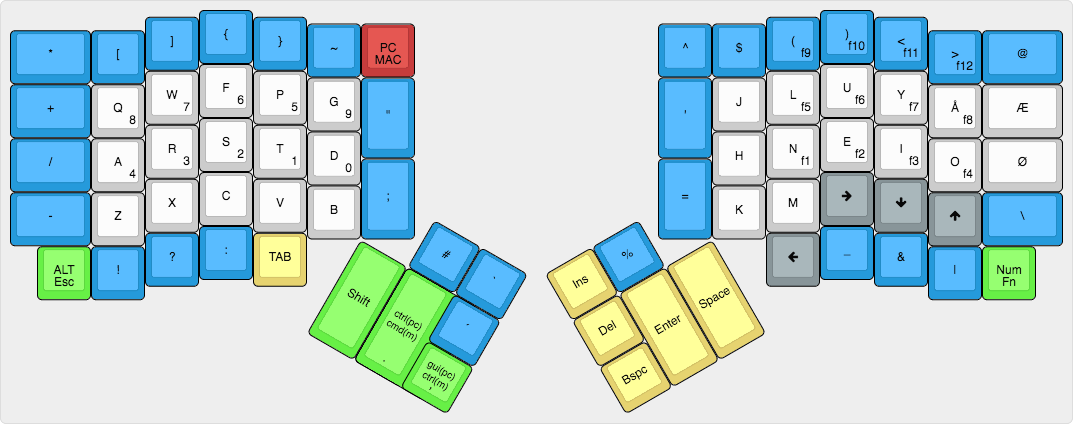 * [ ] { } ~ PC
MAC
^ $ ( f9 ) f10 < f11 > f12 @
+ Q 8 W 7 F 6 P 5 G 9 "
' J L f5 U f6 Y f7 Å f8 Æ
/ A 4 R 3 S 2 T 1 D 0
H N f1 E f2 I f3 O f4 Ø
- Z X C V B ;
= K M → ↓ ↑ \
ALT
Esc
! ? : TAB
← _ & | Num
Fn
# `
Shift ctrl(pc)
cmd(m)
.
´
gui(pc)
ctrl(m)
,
Ins %
Del Enter Space
Bspc